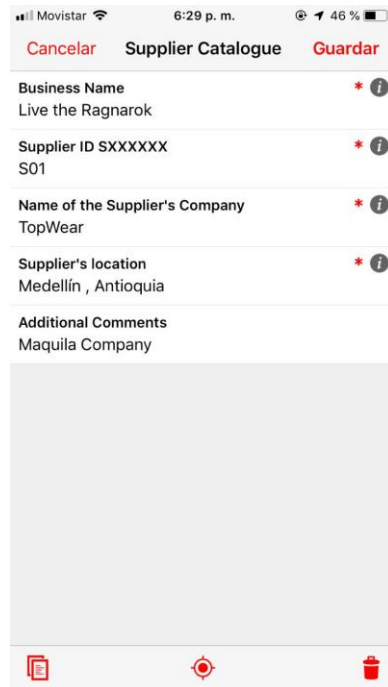 Movistar 6:29 p. m. 46 %
Cancelar Supplier Catalogue Guardar
Business Name * i
Live the Ragnarok
Supplier ID SXXXXXX * i
S01
Name of the Supplier's Company * i
TopWear
Supplier's location * i
Medellín , Antioquia
Additional Comments
Maquila Company